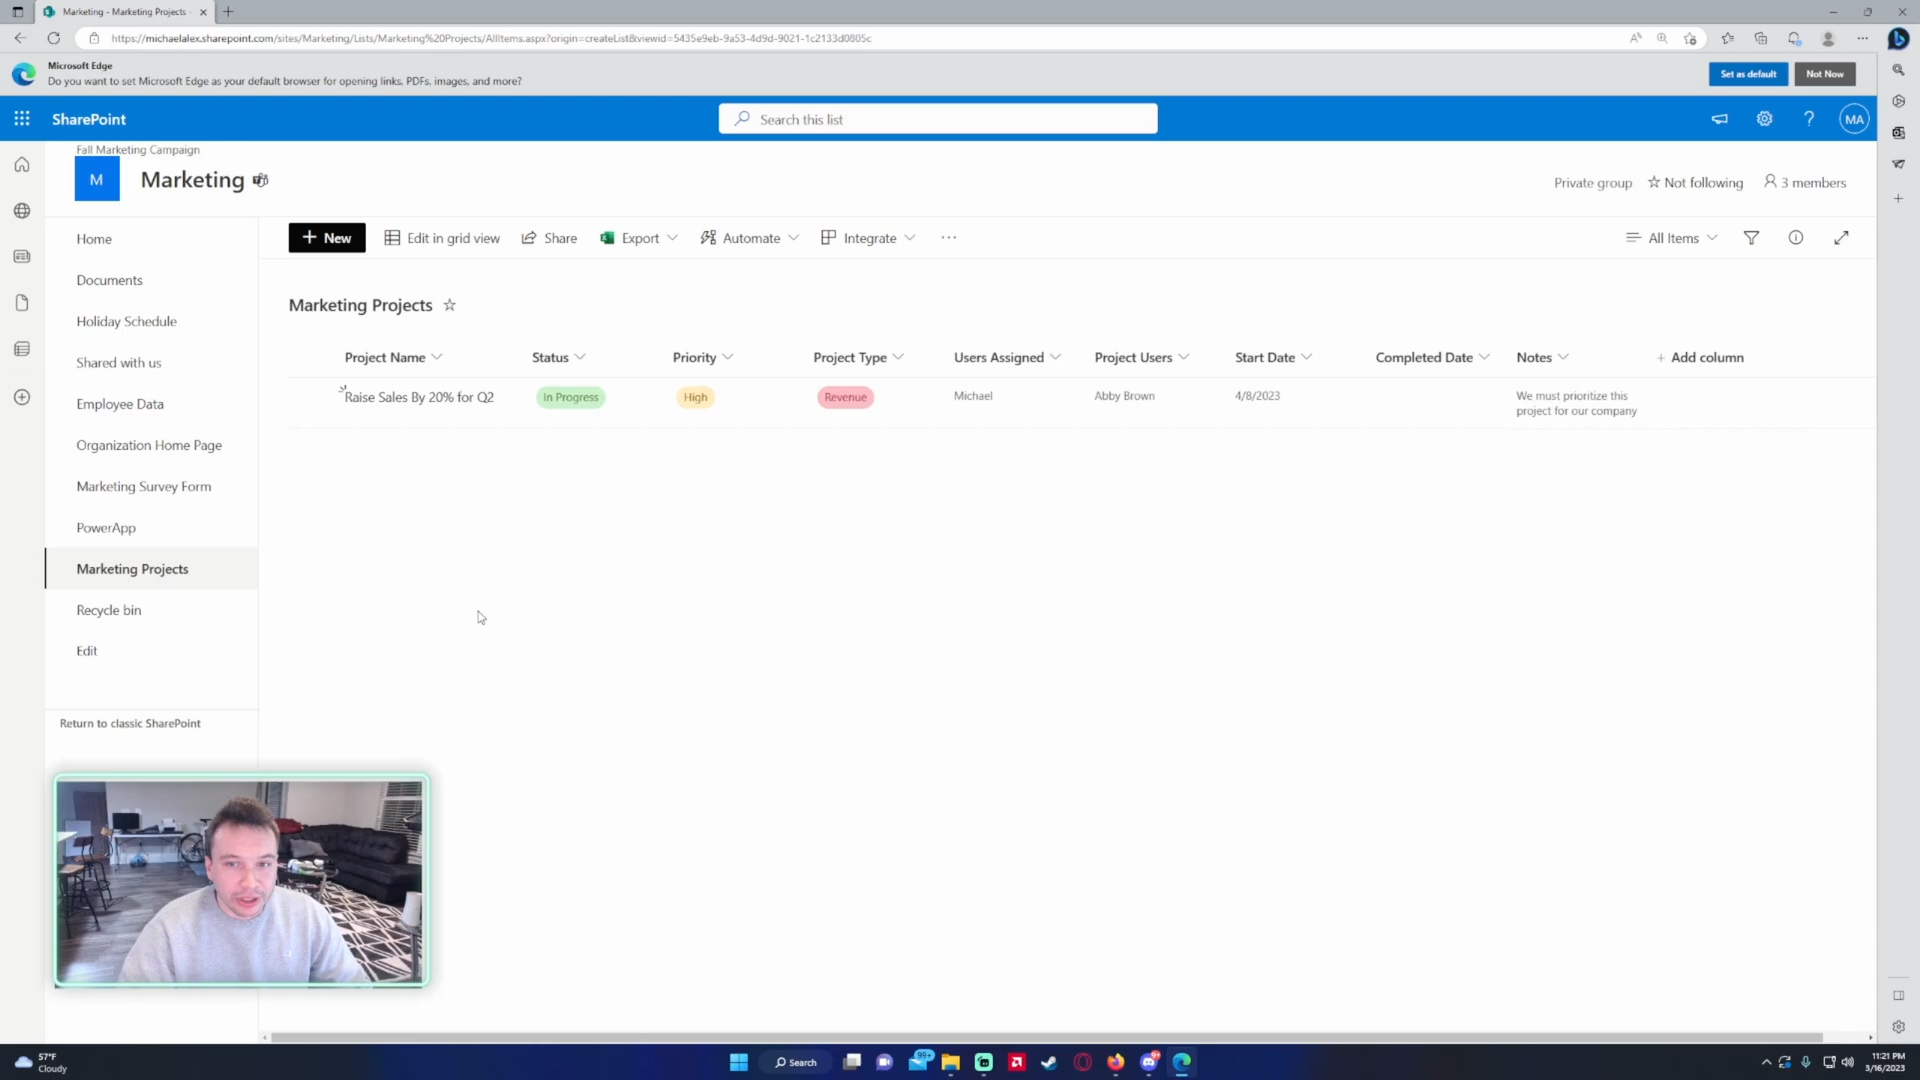 Marketing - Marketing Projects -
https://michaelalex.sharepoint.com/sites/Marketing/Lists/Marketing%20Projects/AllItems.aspx?origin=createList&viewid=5435e9eb-9a53-4d9d-9021-1c2133d0805c
Microsoft Edge
Do you want to set Microsoft Edge as your default browser for opening links, PDFs, images, and more?
Set as default
Not Now
SharePoint
Search this list
MA
Fall Marketing Campaign
M
Marketing
Private group
Not following
3 members
Home
Documents
Holiday Schedule
Shared with us
Employee Data
Organization Home Page
Marketing Survey Form
PowerApp
Marketing Projects
Recycle bin
Edit
Return to classic SharePoint
+ New
Edit in grid view
Share
Export
Automate
Integrate
All Items
Marketing Projects
Project Name
Status
Priority
Project Type
Users Assigned
Project Users
Start Date
Completed Date
Notes
+ Add column
Raise Sales By 20% for Q2
In Progress
High
Revenue
Michael
Abby Brown
4/8/2023
We must prioritize this
project for our company
57°F
Cloudy
Search
99+
11:21 PM
3/16/2023